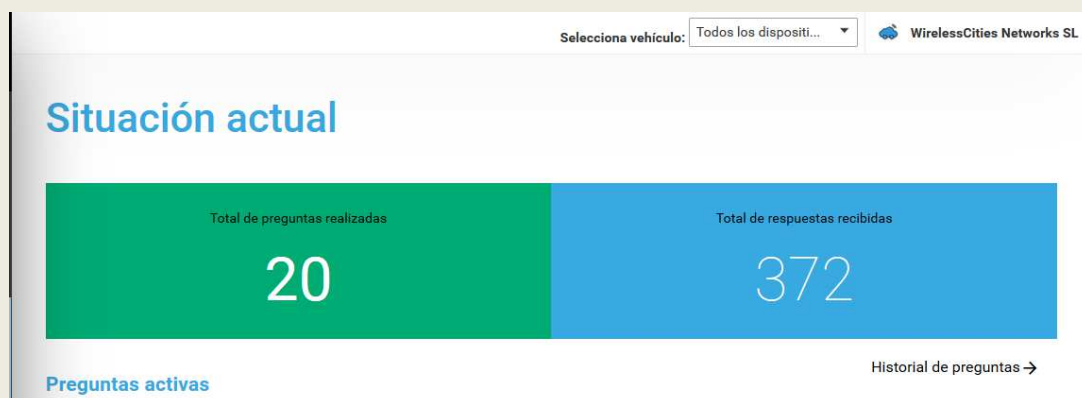 Selecciona vehículo: Todos los dispositi... WirelessCities Networks SL
Situación actual
Total de preguntas realizadas
20
Total de respuestas recibidas
372
Historial de preguntas
Preguntas activas